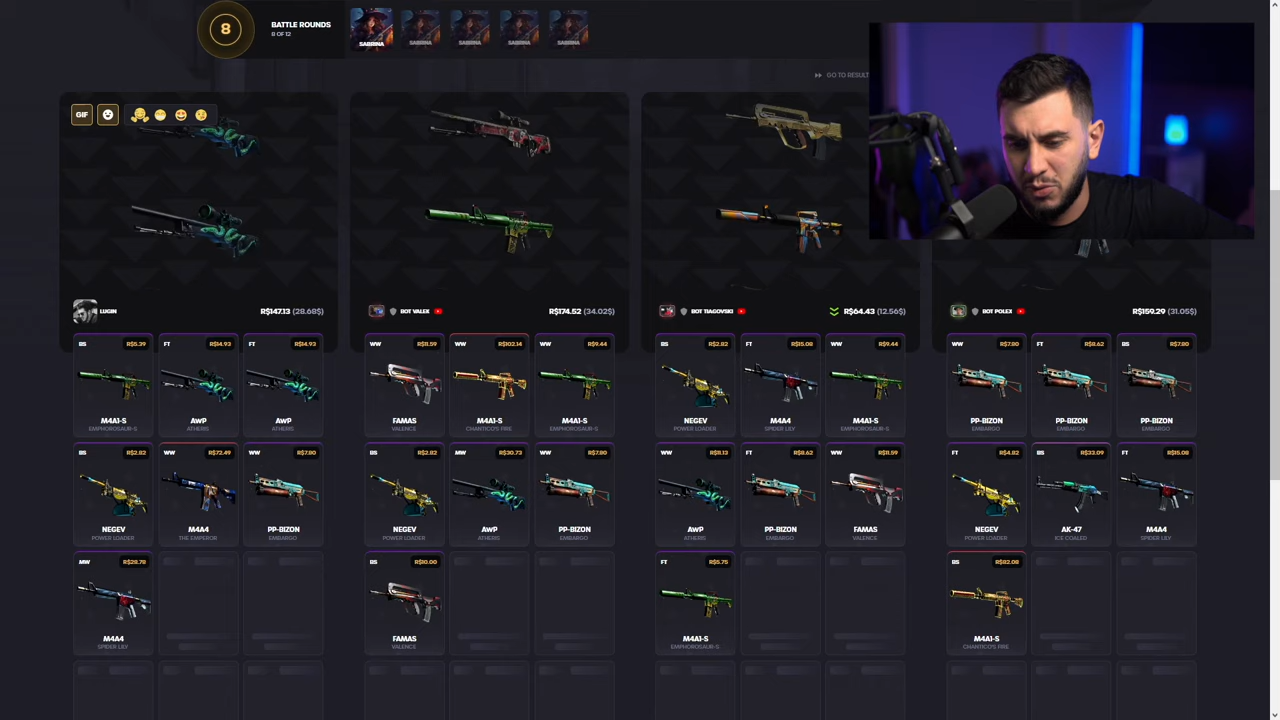 8
BATTLE ROUNDS
8 OF 12
SABRINA
SABRINA
SABRINA
SABRINA
SABRINA
GO TO RESULT
GIF
LUGIN
R$147.13 (28.68$)
BOT VALEX
R$174.52 (34.02$)
BOT TIAGOVSKI
R$64.43 (12.56$)
BOT POLEX
R$159.29 (31.05$)
BS R$5.39 FT R$14.93 FT R$14.93 WW R$11.59 WW R$102.14 WW R$9.44 BS R$2.82 FT R$15.08 WW R$9.44 WW R$7.80 FT R$8.62 BS R$7.80
M4A1-S AWP AWP FAMAS M4A1-S M4A1-S NEGEV M4A4 M4A1-S PP-BIZON PP-BIZON PP-BIZON
EMPHOROSAUR-S ATHERIS ATHERIS VALENCE CHANTICO'S FIRE EMPHOROSAUR-S POWER LOADER SPIDER LILY EMPHOROSAUR-S EMBARGO EMBARGO EMBARGO
BS R$2.82 WW R$72.49 WW R$7.80 BS R$2.82 MW R$30.73 WW R$7.80 WW R$11.13 FT R$8.62 WW R$11.59 FT R$4.82 BS R$33.09 FT R$15.08
NEGEV M4A4 PP-BIZON NEGEV AWP PP-BIZON AWP PP-BIZON FAMAS NEGEV AK-47 M4A4
POWER LOADER THE EMPEROR EMBARGO POWER LOADER ATHERIS EMBARGO ATHERIS EMBARGO VALENCE POWER LOADER ICE COALED SPIDER LILY
MW R$28.78 BS R$10.00 FT R$5.75 BS R$82.08
M4A4 FAMAS M4A1-S M4A1-S
SPIDER LILY VALENCE EMPHOROSAUR-S CHANTICO'S FIRE